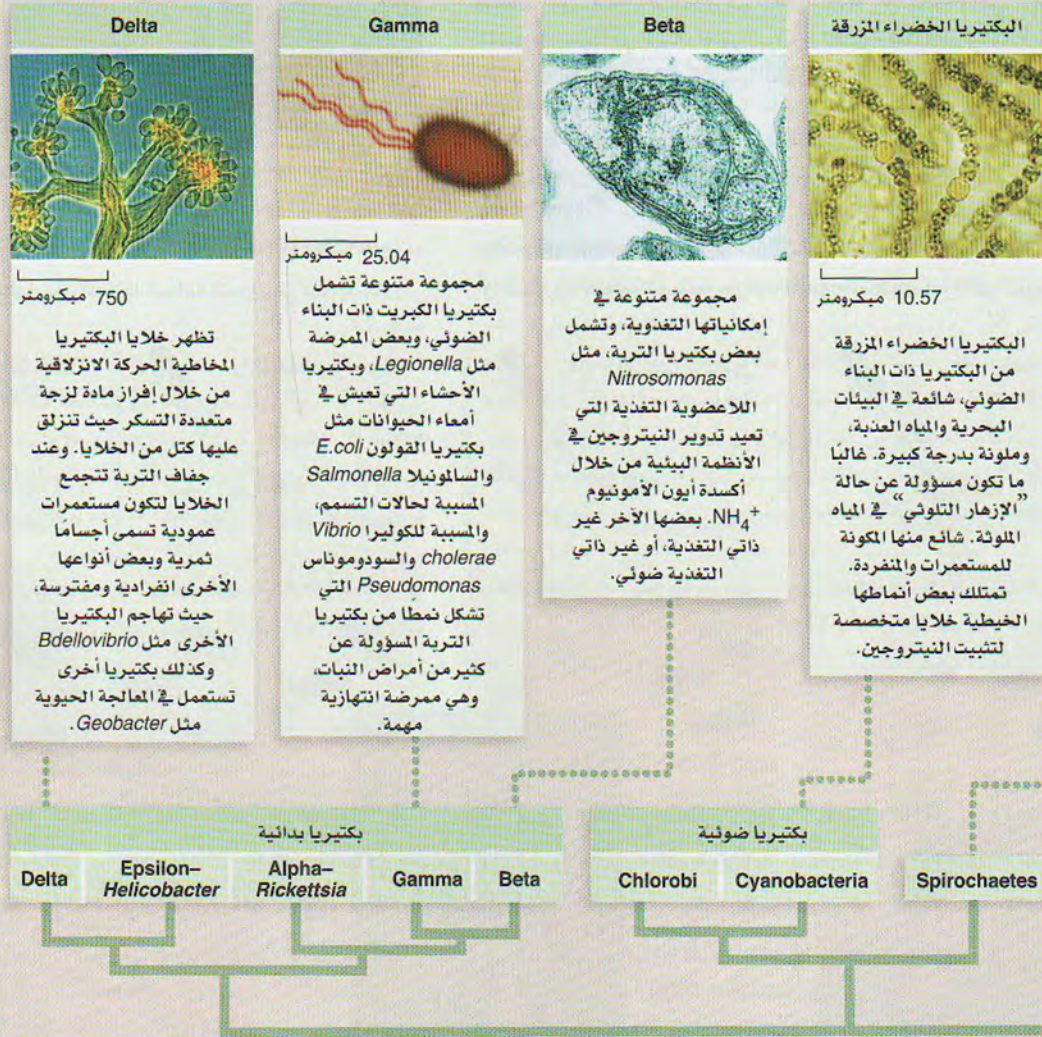 البكتيريا الخضراء المزرقة
10.57 ميكرومتر
البكتيريا الخضراء المزرقة
من البكتيريا ذات البناء
الضوئي، شائعة في البيئات
البحرية والمياه العذبة،
وملونة بدرجة كبيرة. غالبًا
ما تكون مسؤولة عن حالة
"الإزهار التلوثي" في المياه
الملوثة. شائع منها المكونة
للمستعمرات والمنفردة.
تمتلك بعض أنماطها
الخيطية خلايا متخصصة
لتثبيت النيتروجين.
Beta
مجموعة متنوعة في
إمكانياتها التغذوية، وتشمل
بعض بكتيريا التربة، مثل
Nitrosomonas
اللاعضوية التغذية التي
تعيد تدوير النيتروجين في
الأنظمة البيئية من خلال
أكسدة أيون الأمونيوم
NH₄⁺. بعضها الآخر غير
ذاتي التغذية، أو غير ذاتي
التغذية ضوئي.
Gamma
25.04 ميكرومتر
مجموعة متنوعة تشمل
بكتيريا الكبريت ذات البناء
الضوئي، وبعض الممرضة
مثل Legionella، وبكتيريا
الأحشاء التي تعيش في
أمعاء الحيوانات مثل
بكتيريا القولون E.coli
والسالمونيلا Salmonella
المسببة لحالات التسمم،
والمسببة للكوليرا Vibrio
cholerae والسودوموناس
Pseudomonas التي
تشكل نمطًا من بكتيريا
التربة المسؤولة عن
كثير من أمراض النبات،
وهي ممرضة انتهازية
مهمة.
Delta
750 ميكرومتر
تظهر خلايا البكتيريا
المخاطية الحركة الانزلاقية
من خلال إفراز مادة لزجة
متعددة التسكر حيث تنزلق
عليها كتل من الخلايا. وعند
جفاف التربة تتجمع
الخلايا لتكون مستعمرات
عمودية تسمى أجسامًا
ثمرية وبعض أنواعها
الأخرى انفرادية ومفترسة،
حيث تهاجم البكتيريا
الأخرى مثل Bdellovibrio
وكذلك بكتيريا أخرى
تستعمل في المعالجة الحيوية
مثل Geobacter.
بكتيريا ضوئية
بكتيريا بدائية
Spirochaetes
Cyanobacteria
Chlorobi
Beta
Gamma
Alpha–
Rickettsia
Epsilon–
Helicobacter
Delta